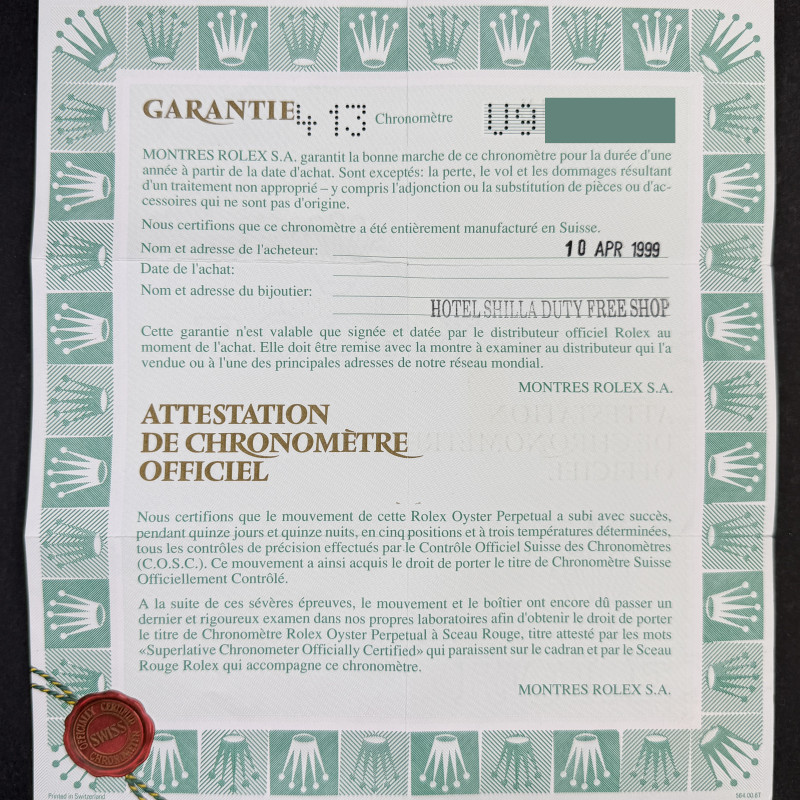 GARANTIE 413 Chronomètre U9
MONTRES ROLEX S.A. garantit la bonne marche de ce chronomètre pour la durée d'une
année à partir de la date d'achat. Sont exceptés: la perte, le vol et les dommages résultant
d'un traitement non approprié – y compris l'adjonction ou la substitution de pièces ou d'ac-
cessoires qui ne sont pas d'origine.
Nous certifions que ce chronomètre a été entièrement manufacturé en Suisse.
Nom et adresse de l'acheteur: 10 APR 1999
Date de l'achat:
Nom et adresse du bijoutier:
HOTEL SHILLA DUTY FREE SHOP
Cette garantie n'est valable que signée et datée par le distributeur officiel Rolex au
moment de l'achat. Elle doit être remise avec la montre à examiner au distributeur qui l'a
vendue ou à l'une des principales adresses de notre réseau mondial.
MONTRES ROLEX S.A.
ATTESTATION
DE CHRONOMÈTRE
OFFICIEL
Nous certifions que le mouvement de cette Rolex Oyster Perpetual a subi avec succès,
pendant quinze jours et quinze nuits, en cinq positions et à trois températures déterminées,
tous les contrôles de précision effectués par le Contrôle Officiel Suisse des Chronomètres
(C.O.S.C.). Ce mouvement a ainsi acquis le droit de porter le titre de Chronomètre Suisse
Officiellement Contrôlé.
A la suite de ces sévères épreuves, le mouvement et le boîtier ont encore dû passer un
dernier et rigoureux examen dans nos propres laboratoires afin d'obtenir le droit de porter
le titre de Chronomètre Rolex Oyster Perpetual à Sceau Rouge, titre attesté par les mots
«Superlative Chronometer Officially Certified» qui paraissent sur le cadran et par le Sceau
Rouge Rolex qui accompagne ce chronomètre.
MONTRES ROLEX S.A.
OFFICIALLY CERTIFIED
SWISS
CHRONOMETER
Printed in Switzerland
564.00.6T